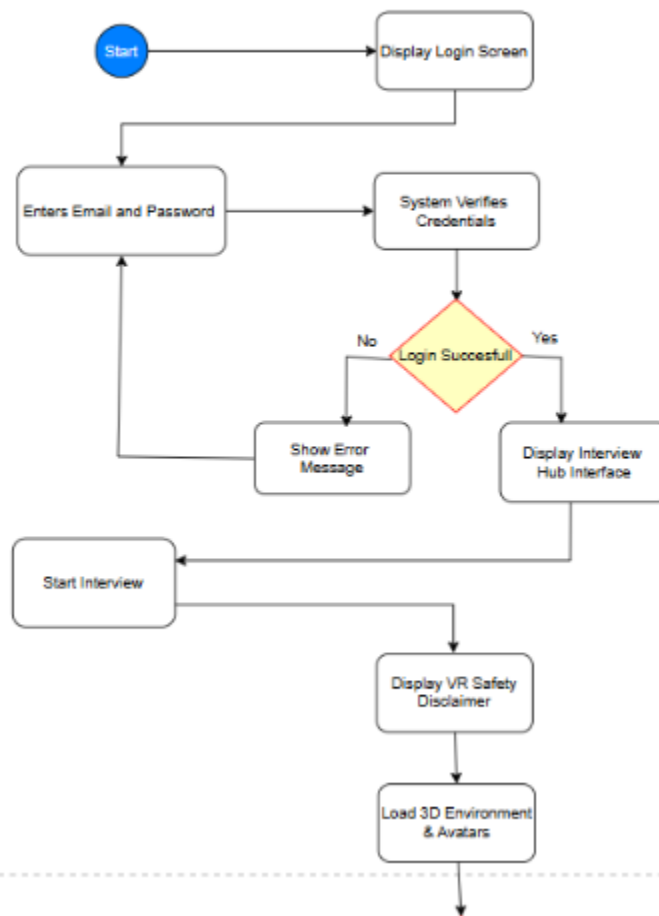 Start
Display Login Screen
Enters Email and Password
System Verifies
Credentials
Login Succesfull
No
Yes
Show Error
Message
Display Interview
Hub Interface
Start Interview
Display VR Safety
Disclaimer
Load 3D Environment
& Avatars